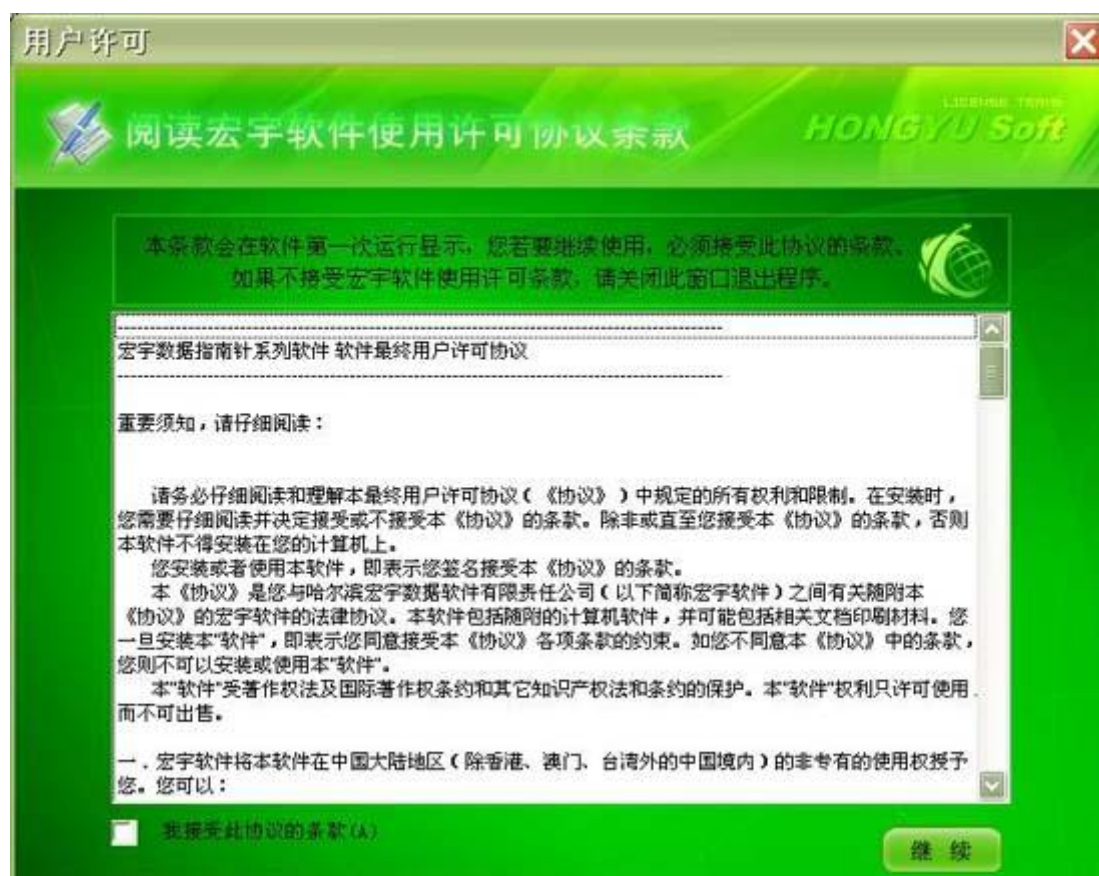 用户许可
LICENSE TERMS
阅读宏宇软件使用许可协议条款
HONGYU Soft
本条款会在软件第一次运行显示，您若要继续使用，必须接受此协议的条款。
如果不接受宏宇软件使用许可条款，请关闭此窗口退出程序。
--------------------------------------------------------------------------------
宏宇数据指南针系列软件 软件最终用户许可协议
--------------------------------------------------------------------------------
重要须知，请仔细阅读：
请务必仔细阅读和理解本最终用户许可协议（《协议》）中规定的所有权利和限制。在安装时，
您需要仔细阅读并决定接受或不接受本《协议》的条款。除非或直至您接受本《协议》的条款，否则
本软件不得安装在您的计算机上。
您安装或者使用本软件，即表示您签名接受本《协议》的条款。
本《协议》是您与哈尔滨宏宇数据软件有限责任公司（以下简称宏宇软件）之间有关随附本
《协议》的宏宇软件的法律协议。本软件包括随附的计算机软件，并可能包括相关文档印刷材料。您
一旦安装本"软件"，即表示您同意接受本《协议》各项条款的约束。如您不同意本《协议》中的条款，
您则不可以安装或使用本"软件"。
本"软件"受著作权法及国际著作权条约和其它知识产权法和条约的保护。本"软件"权利只许可使用
而不可出售。
一．宏宇软件将本软件在中国大陆地区（除香港、澳门、台湾外的中国境内）的非专有的使用权授予
您。您可以：
我接受此协议的条款(A)
继 续